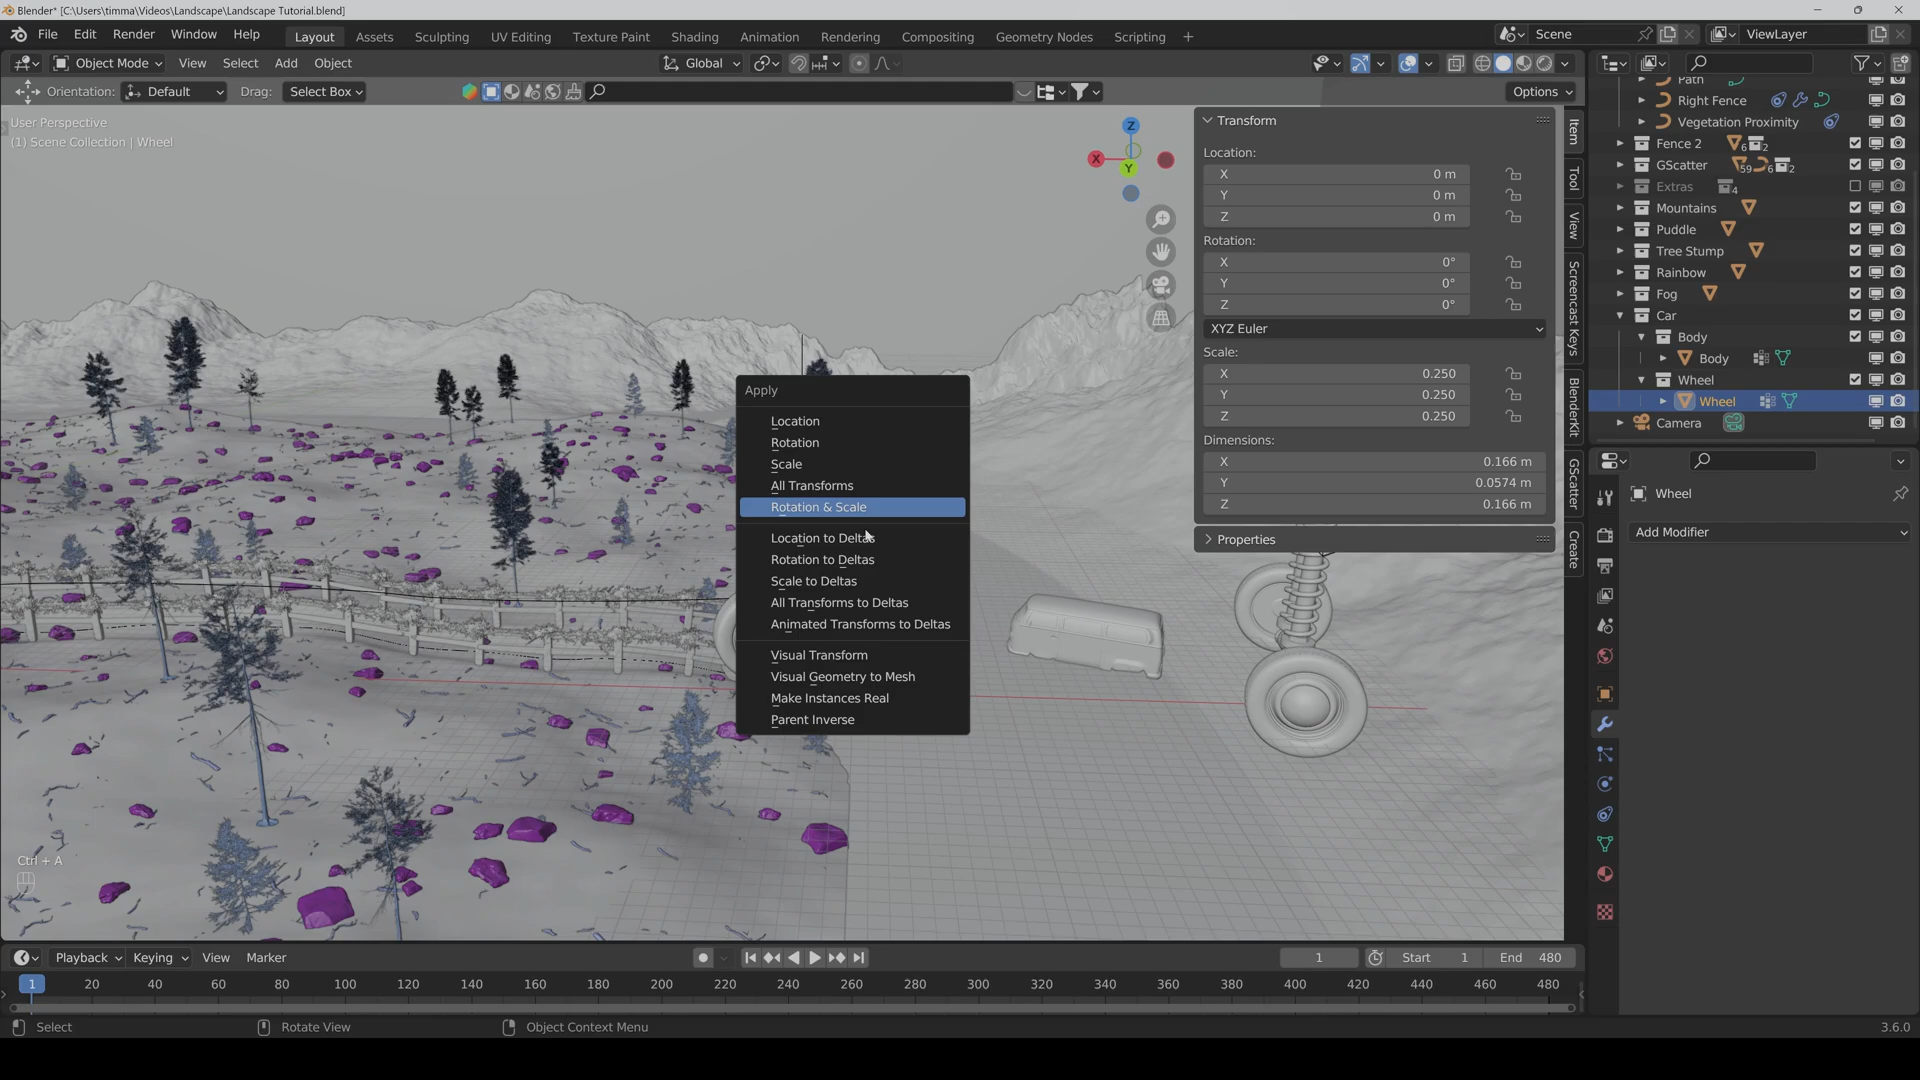 Blender* [C:\Users\timma\Videos\Landscape\Landscape Tutorial.blend]
File Edit Render Window Help
Layout Assets Sculpting UV Editing Texture Paint Shading Animation Rendering Compositing Geometry Nodes Scripting +
Scene
ViewLayer
Object Mode View Select Add Object
Global
Orientation: Default Drag: Select Box
Options
User Perspective
(1) Scene Collection | Wheel
Z
X
Y
Transform
Location:
X 0 m
Y 0 m
Z 0 m
Rotation:
X 0°
Y 0°
Z 0°
XYZ Euler
Scale:
X 0.250
Y 0.250
Z 0.250
Dimensions:
X 0.166 m
Y 0.0574 m
Z 0.166 m
Properties
Item
Tool
View
Screencast Keys
BlenderKit
GScatter
Create
Path
Right Fence
Vegetation Proximity
Fence 2 6 2
GScatter 59 6 2
Extras 4
Mountains
Puddle
Tree Stump
Rainbow
Fog
Car
Body
Body
Wheel
Wheel
Camera
Wheel
Add Modifier
Apply
Location
Rotation
Scale
All Transforms
Rotation & Scale
Location to Deltas
Rotation to Deltas
Scale to Deltas
All Transforms to Deltas
Animated Transforms to Deltas
Visual Transform
Visual Geometry to Mesh
Make Instances Real
Parent Inverse
Ctrl + A
Playback Keying View Marker
1 Start 1 End 480
1 20 40 60 80 100 120 140 160 180 200 220 240 260 280 300 320 340 360 380 400 420 440 460 480
Select Rotate View Object Context Menu
3.6.0